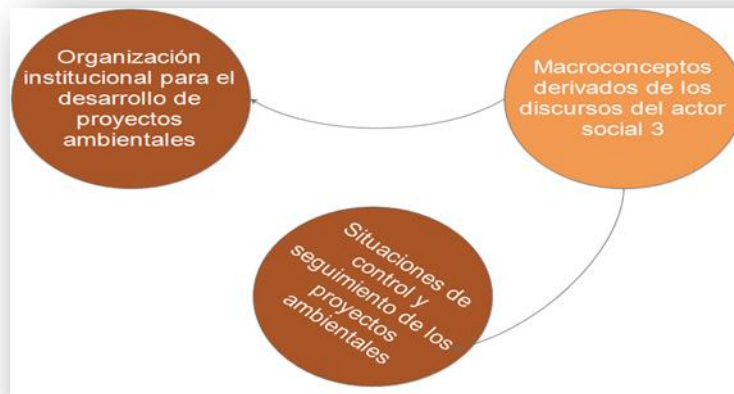 Organización
institucional para el
desarrollo de
proyectos
ambientales
Macroconceptos
derivados de los
discursos del actor
social 3
Situaciones de
control y
seguimiento de los
proyectos
ambientales